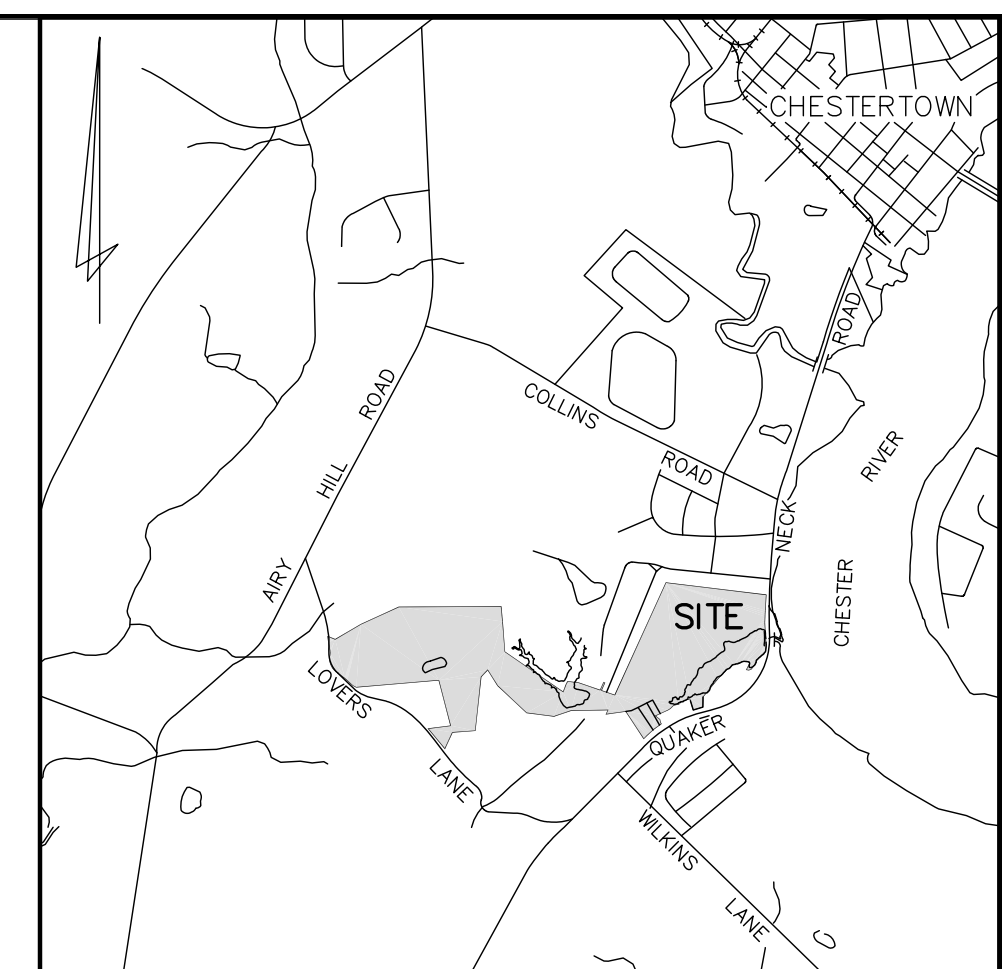 CHESTERTOWN
ROAD
ROAD
COLLINS
HILL
ROAD
RIVER
NECK
AIRY
CHESTER
SITE
LOVERS
QUAKER
LANE
WILKINS
LANE